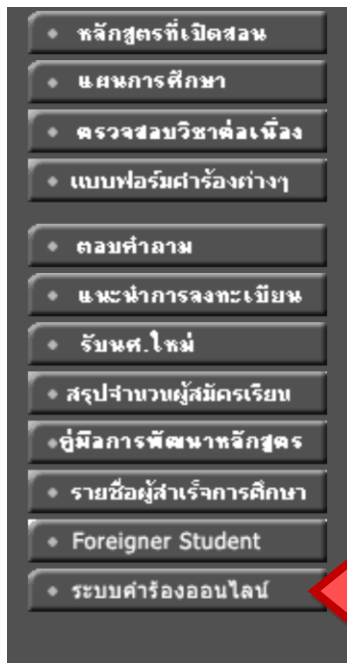 หลักสูตรที่เปิดสอน
แผนการศึกษา
ตรวจสอบวิชาต่อเนื่อง
แบบฟอร์มคำร้องต่างๆ
ตอบคำถาม
แนะนำการลงทะเบียน
รับนศ.ใหม่
สรุปจำนวนผู้สมัครเรียน
คู่มือการพัฒนาหลักสูตร
รายชื่อผู้สำเร็จการศึกษา
Foreigner Student
ระบบคำร้องออนไลน์